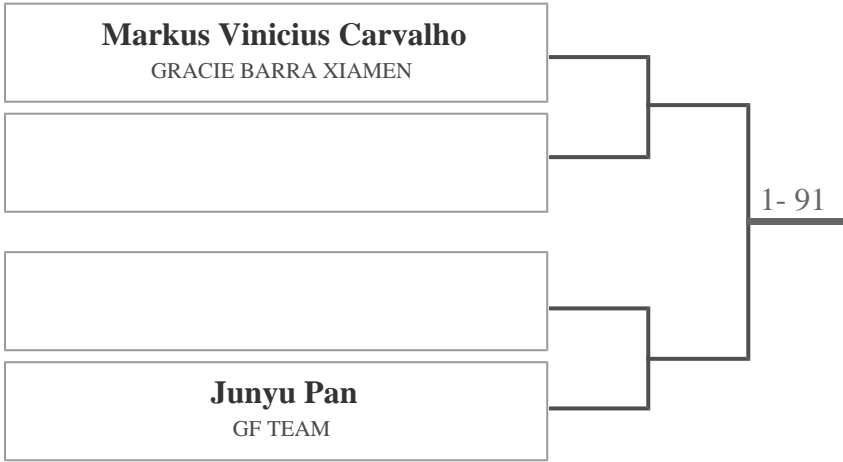 Markus Vinicius Carvalho
GRACIE BARRA XIAMEN
1- 91
Junyu Pan
GF TEAM